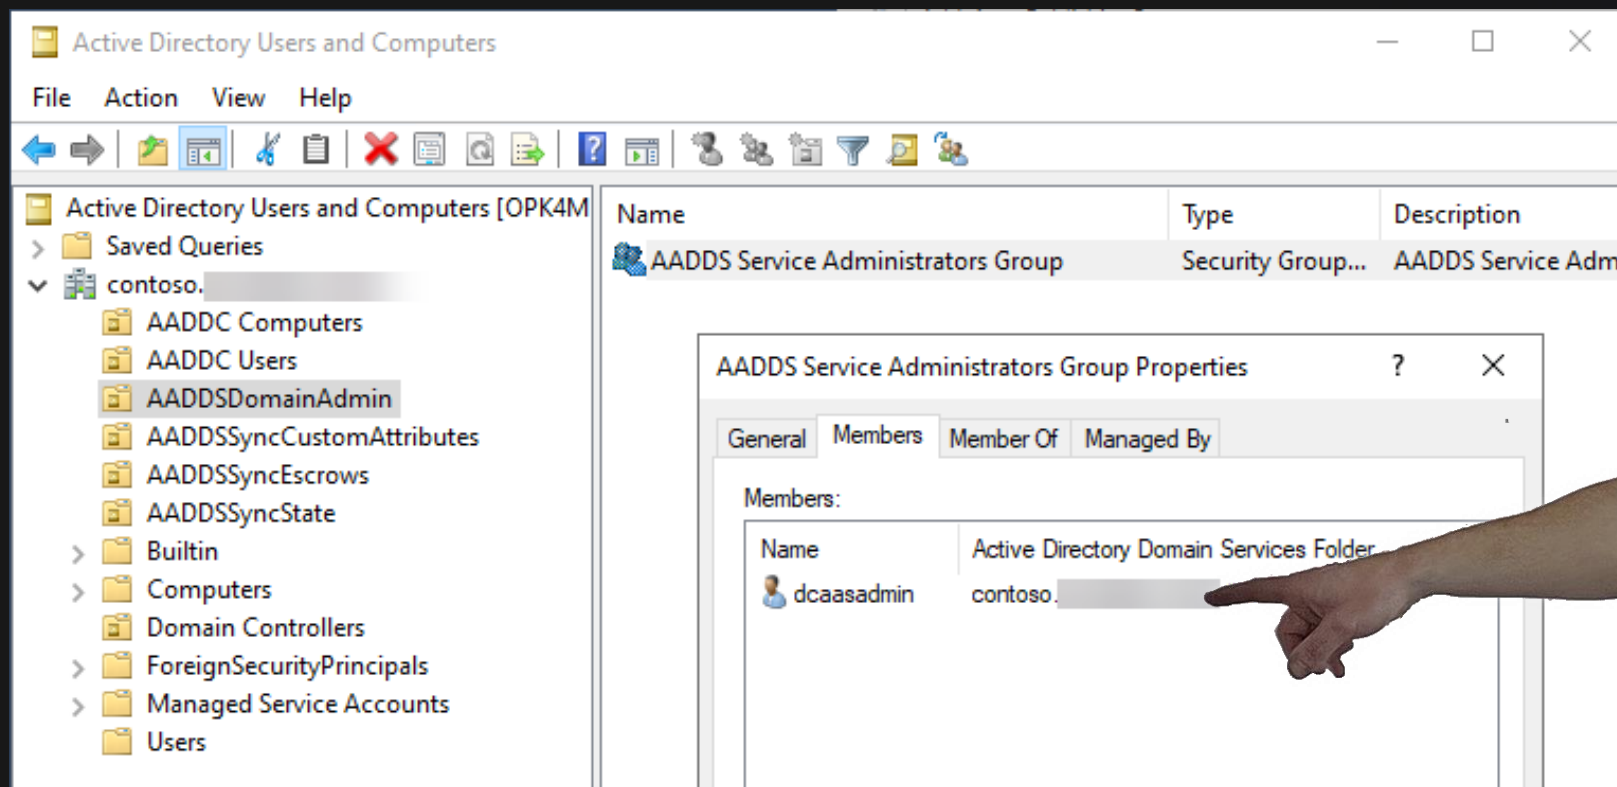 Active Directory Users and Computers
File Action View Help
Active Directory Users and Computers [OPK4M
Saved Queries
contoso.
AADDC Computers
AADDC Users
AADDSDomainAdmin
AADDSSyncCustomAttributes
AADDSSyncEscrows
AADDSSyncState
Builtin
Computers
Domain Controllers
ForeignSecurityPrincipals
Managed Service Accounts
Users
Name Type Description
AADDS Service Administrators Group Security Group... AADDS Service Adm
AADDS Service Administrators Group Properties
General Members Member Of Managed By
Members:
Name Active Directory Domain Services Folder
dcaasadmin contoso.